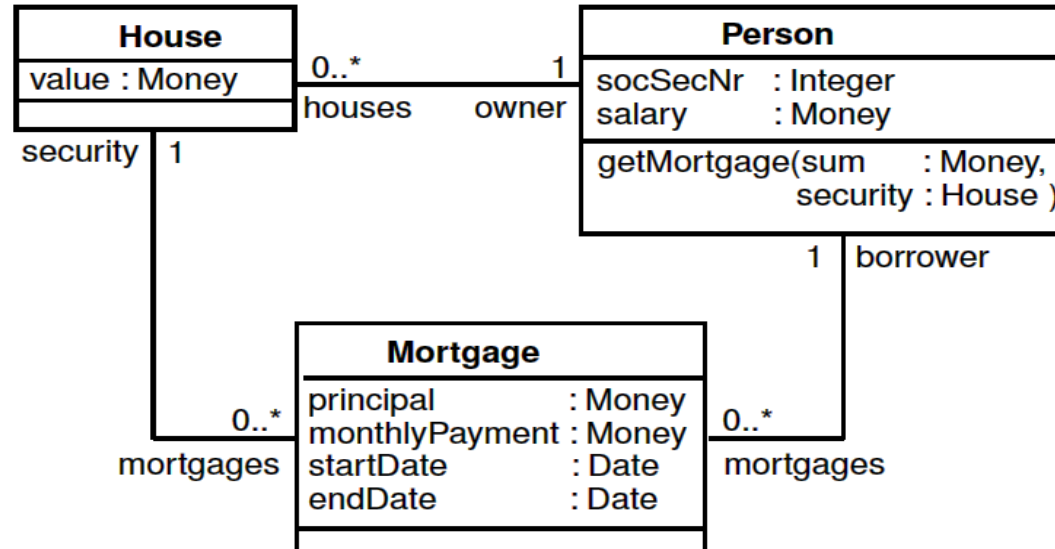 House
value : Money
0..*
houses
1
owner
Person
socSecNr : Integer
salary : Money
getMortgage(sum : Money,
security : House )
security
1
1
borrower
Mortgage
principal : Money
monthlyPayment : Money
startDate : Date
endDate : Date
0..*
mortgages
0..*
mortgages